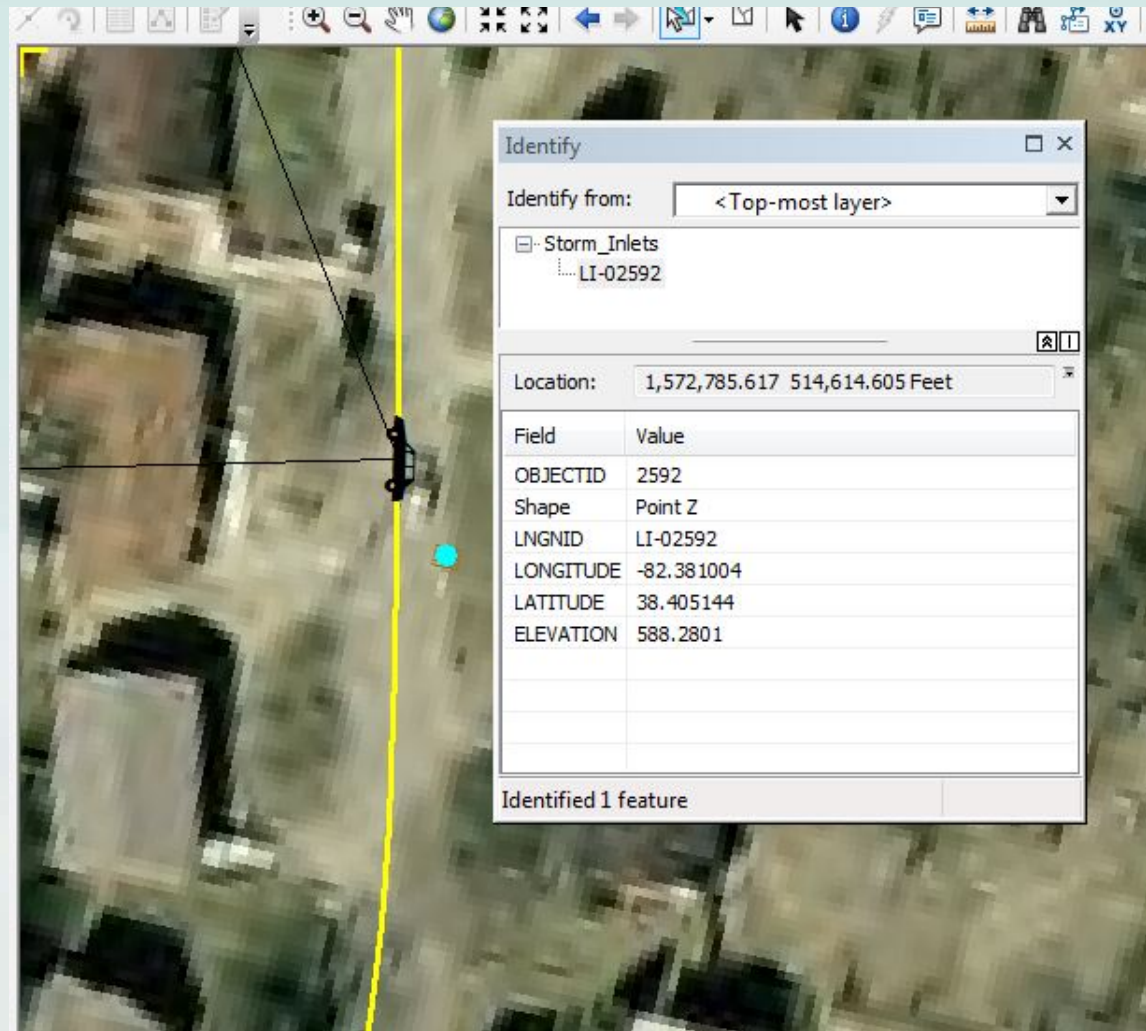 XY
Identify
Identify from: <Top-most layer>
Storm_Inlets
LI-02592
Location: 1,572,785.617 514,614.605 Feet
Field Value
OBJECTID 2592
Shape Point Z
LNGNID LI-02592
LONGITUDE -82.381004
LATITUDE 38.405144
ELEVATION 588.2801
Identified 1 feature